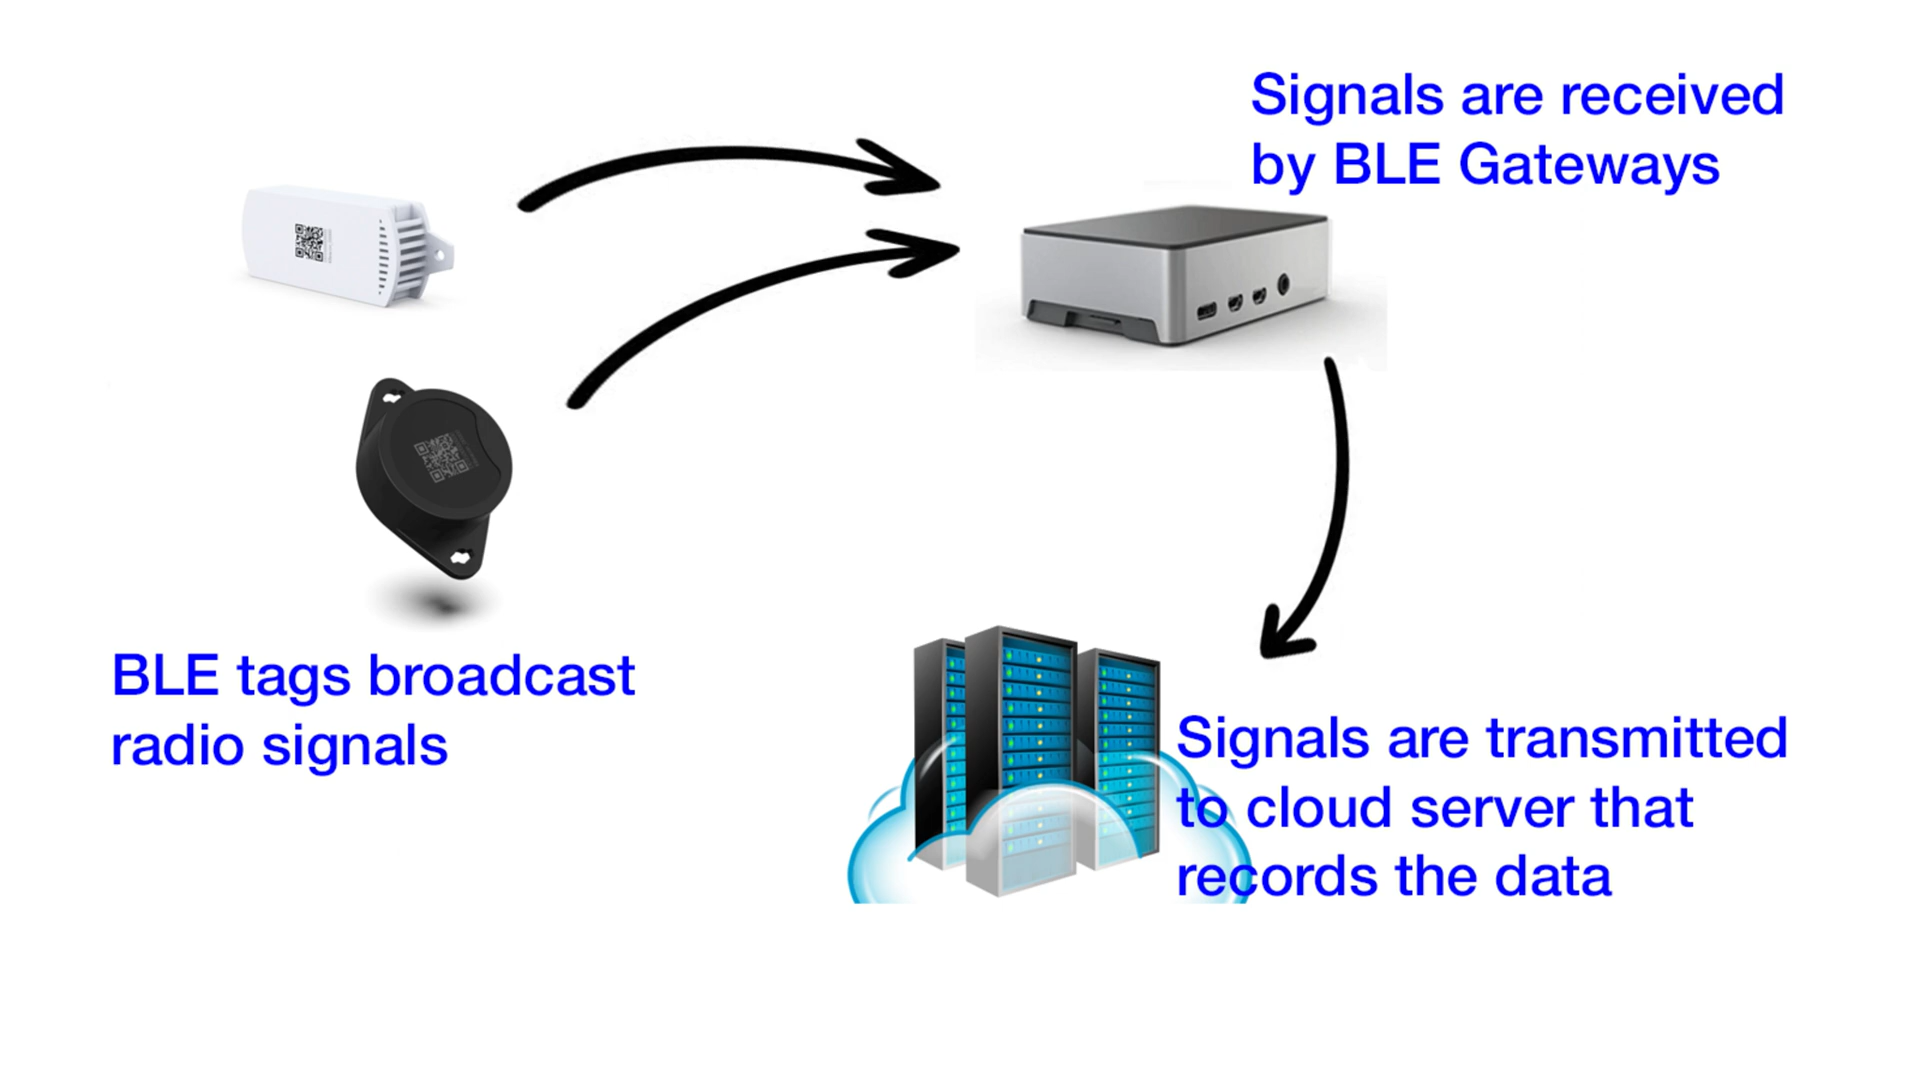 Signals are received
by BLE Gateways
BLE tags broadcast
radio signals
Signals are transmitted
to cloud server that
records the data